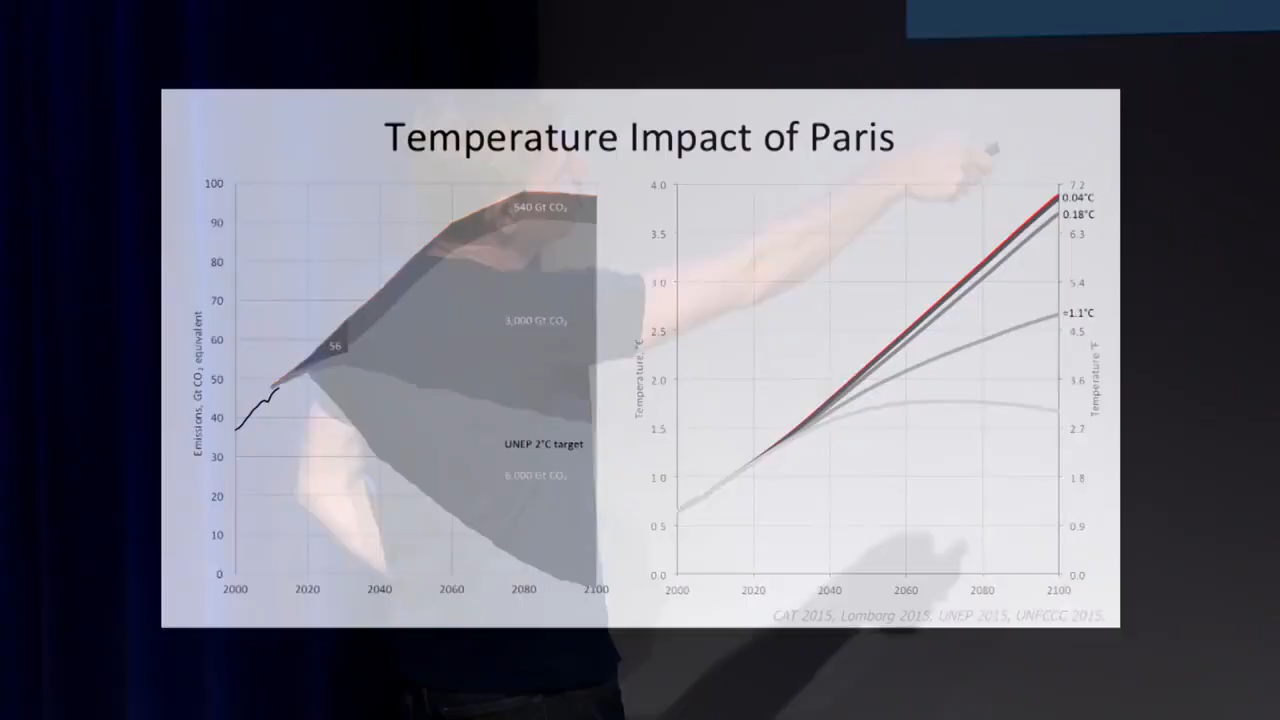 Temperature Impact of Paris
100
90
80
70
60
50
40
30
20
10
0
Emissions, Gt CO₂ equivalent
2000 2020 2040 2060 2080 2100
540 Gt CO₂
3,000 Gt CO₂
56
UNEP 2°C target
6,000 Gt CO₂
4.0
3.5
3.0
2.5
2.0
1.5
1.0
0.5
0.0
Temperature, °C
2000 2020 2040 2060 2080 2100
7.2
6.3
5.4
4.5
3.6
2.7
1.8
0.9
0.0
Temperature °F
0.04°C
0.18°C
≈1.1°C
CAT 2015, Lomborg 2015, UNEP 2015, UNFCCC 2015.